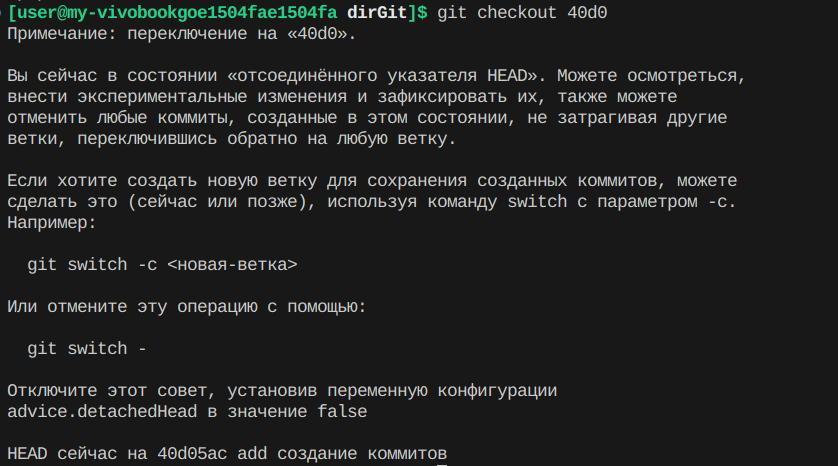 [user@my-vivobookgoe1504fae1504fa dirGit]$ git checkout 40d0
Примечание: переключение на «40d0».
Вы сейчас в состоянии «отсоединённого указателя HEAD». Можете осмотреться,
внести экспериментальные изменения и зафиксировать их, также можете
отменить любые коммиты, созданные в этом состоянии, не затрагивая другие
ветки, переключившись обратно на любую ветку.
Если хотите создать новую ветку для сохранения созданных коммитов, можете
сделать это (сейчас или позже), используя команду switch с параметром -c.
Например:
git switch -c <новая-ветка>
Или отмените эту операцию с помощью:
git switch -
Отключите этот совет, установив переменную конфигурации
advice.detachedHead в значение false
HEAD сейчас на 40d05ac add создание коммитов